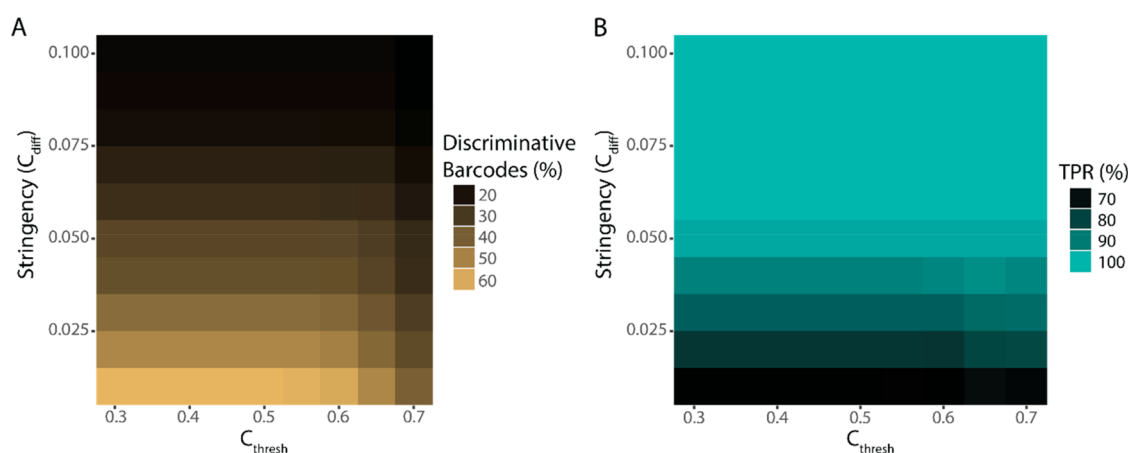 A
Stringency (Cdiff)
0.100
0.075
0.050
0.025
0.3 0.4 0.5 0.6 0.7
Cthresh
Discriminative
Barcodes (%)
20
30
40
50
60
B
Stringency (Cdiff)
0.100
0.075
0.050
0.025
0.3 0.4 0.5 0.6 0.7
Cthresh
TPR (%)
70
80
90
100